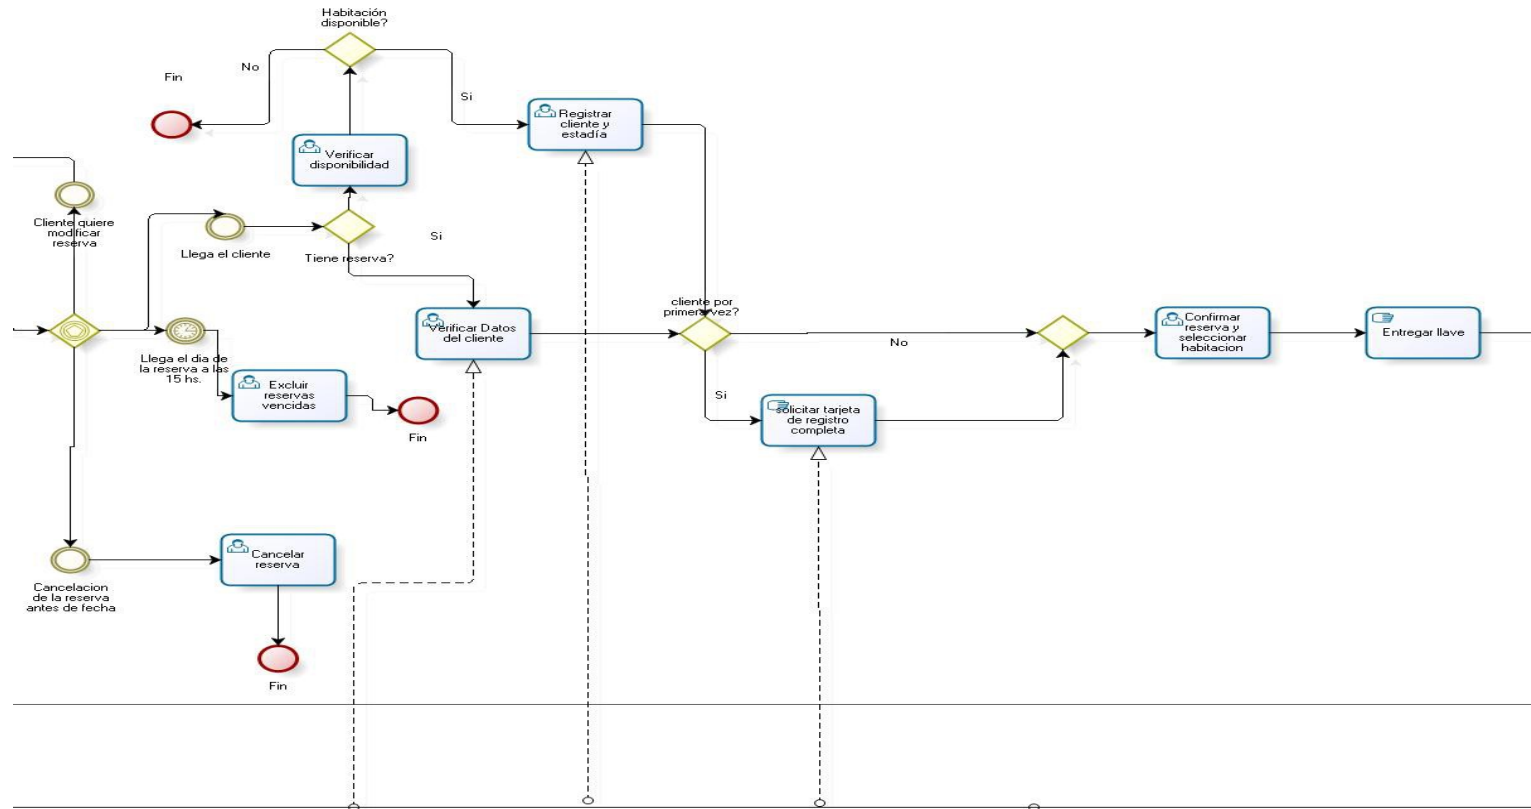 Habitación
disponible?
No
Fin
Si
Registrar
cliente y
estadía
Verificar
disponibilidad
Cliente quiere
modificar
reserva
Llega el cliente
Tiene reserva?
Si
cliente por
primera vez?
Verificar Datos
del cliente
No
Confirmar
reserva y
seleccionar
habitacion
Entregar llave
Llega el dia de
la reserva a las
15 hs.
Excluir
reservas
vencidas
Fin
Si
solicitar tarjeta
de registro
completa
Cancelar
reserva
Cancelacion
de la reserva
antes de fecha
Fin